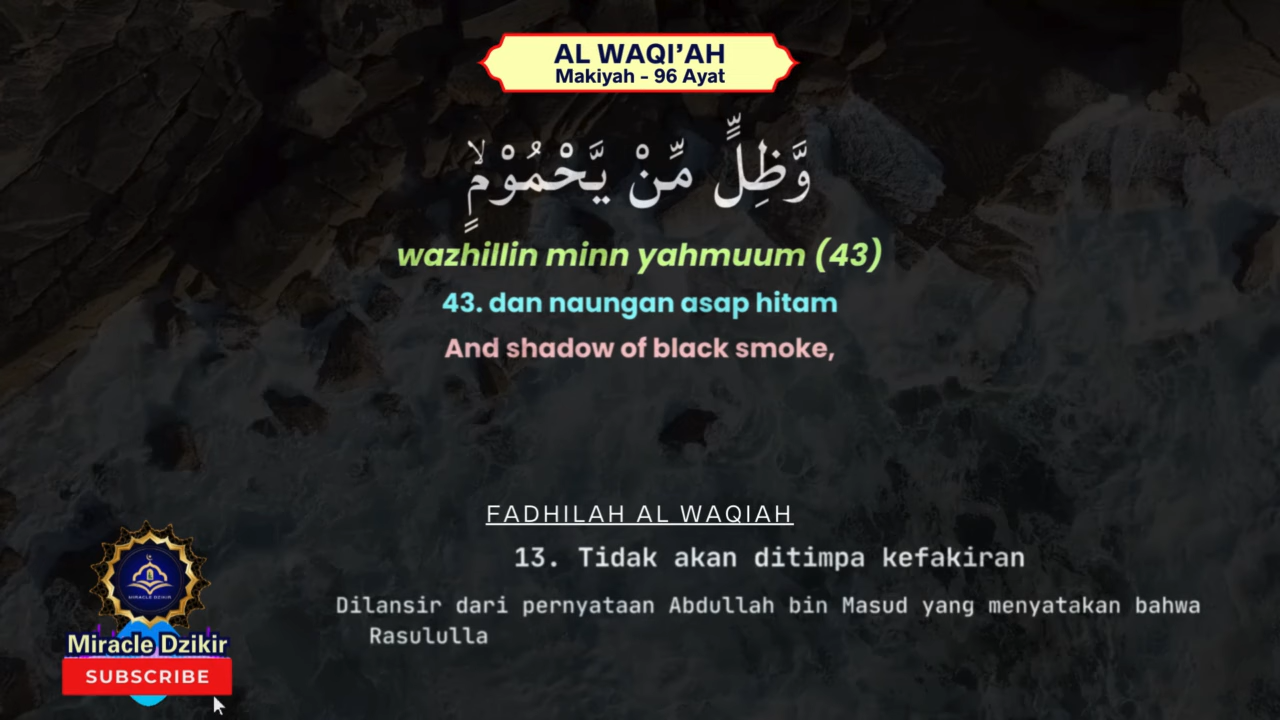 AL WAQI’AH
Makiyah - 96 Ayat
وَّظِلٍّ مِّنْ يَّحْمُوْمٍۙ
wazhillin minn yahmuum (43)
43. dan naungan asap hitam
And shadow of black smoke,
FADHILAH AL WAQIAH
13. Tidak akan ditimpa kefakiran
Dilansir dari pernyataan Abdullah bin Masud yang menyatakan bahwa
Rasululla
MIRACLE DZIKIR
Miracle Dzikir
SUBSCRIBE